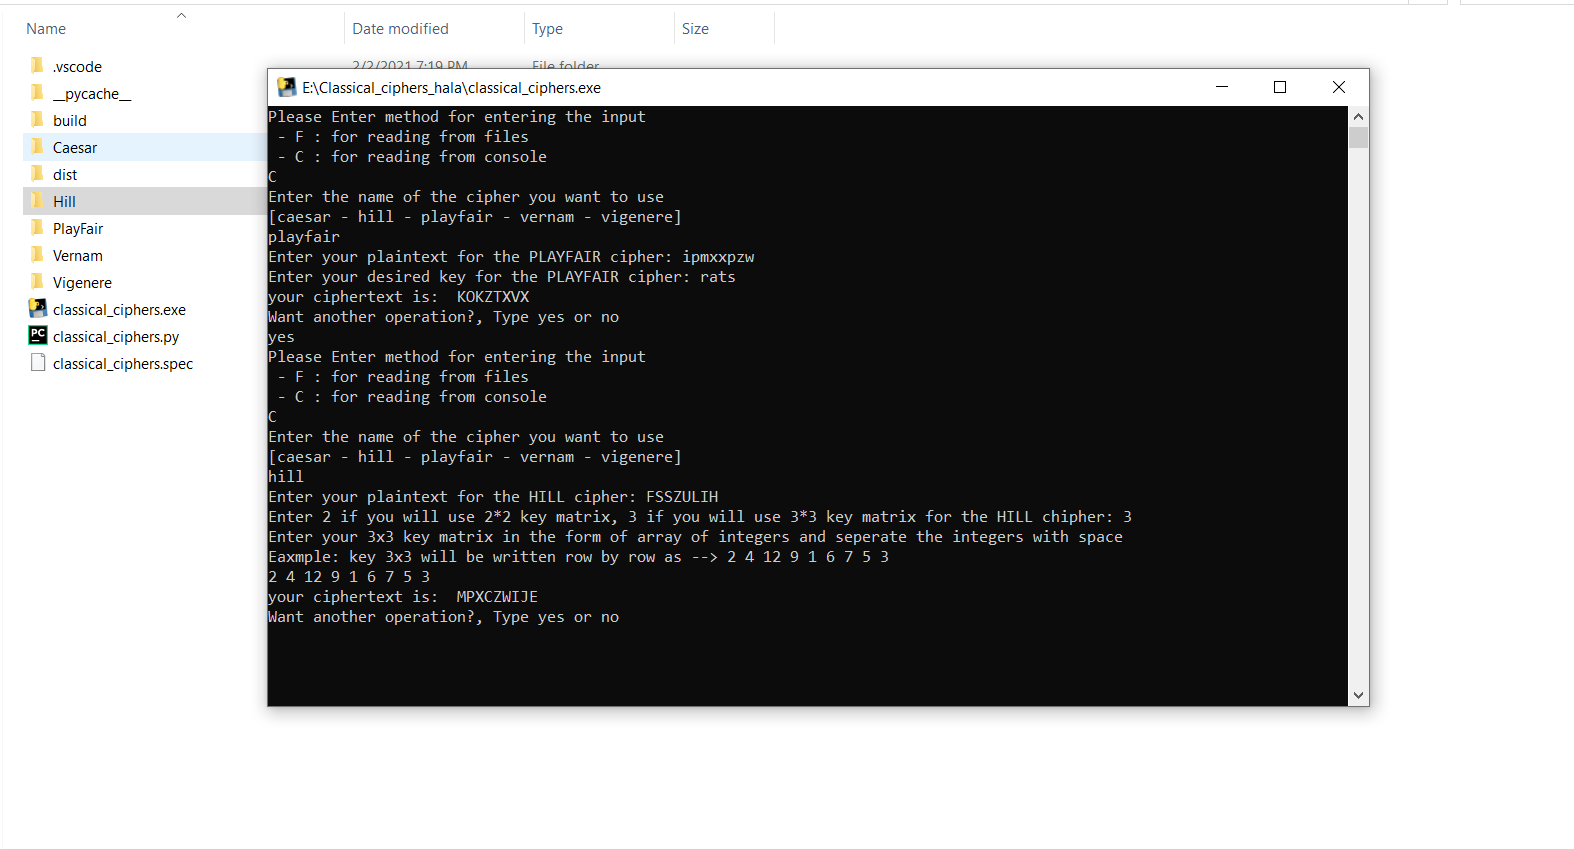 Name Date modified Type Size
.vscode 2/2/2021 7:19 PM File folder
__pycache__
build
Caesar
dist
Hill
PlayFair
Vernam
Vigenere
classical_ciphers.exe
classical_ciphers.py
classical_ciphers.spec
E:\Classical_ciphers_hala\classical_ciphers.exe
Please Enter method for entering the input
- F : for reading from files
- C : for reading from console
C
Enter the name of the cipher you want to use
[caesar - hill - playfair - vernam - vigenere]
playfair
Enter your plaintext for the PLAYFAIR cipher: ipmxxpzw
Enter your desired key for the PLAYFAIR cipher: rats
your ciphertext is:  KOKZTXVX
Want another operation?, Type yes or no
yes
Please Enter method for entering the input
- F : for reading from files
- C : for reading from console
C
Enter the name of the cipher you want to use
[caesar - hill - playfair - vernam - vigenere]
hill
Enter your plaintext for the HILL cipher: FSSZULIH
Enter 2 if you will use 2*2 key matrix, 3 if you will use 3*3 key matrix for the HILL chipher: 3
Enter your 3x3 key matrix in the form of array of integers and seperate the integers with space
Eaxmple: key 3x3 will be written row by row as --> 2 4 12 9 1 6 7 5 3
2 4 12 9 1 6 7 5 3
your ciphertext is:  MPXCZWIJE
Want another operation?, Type yes or no